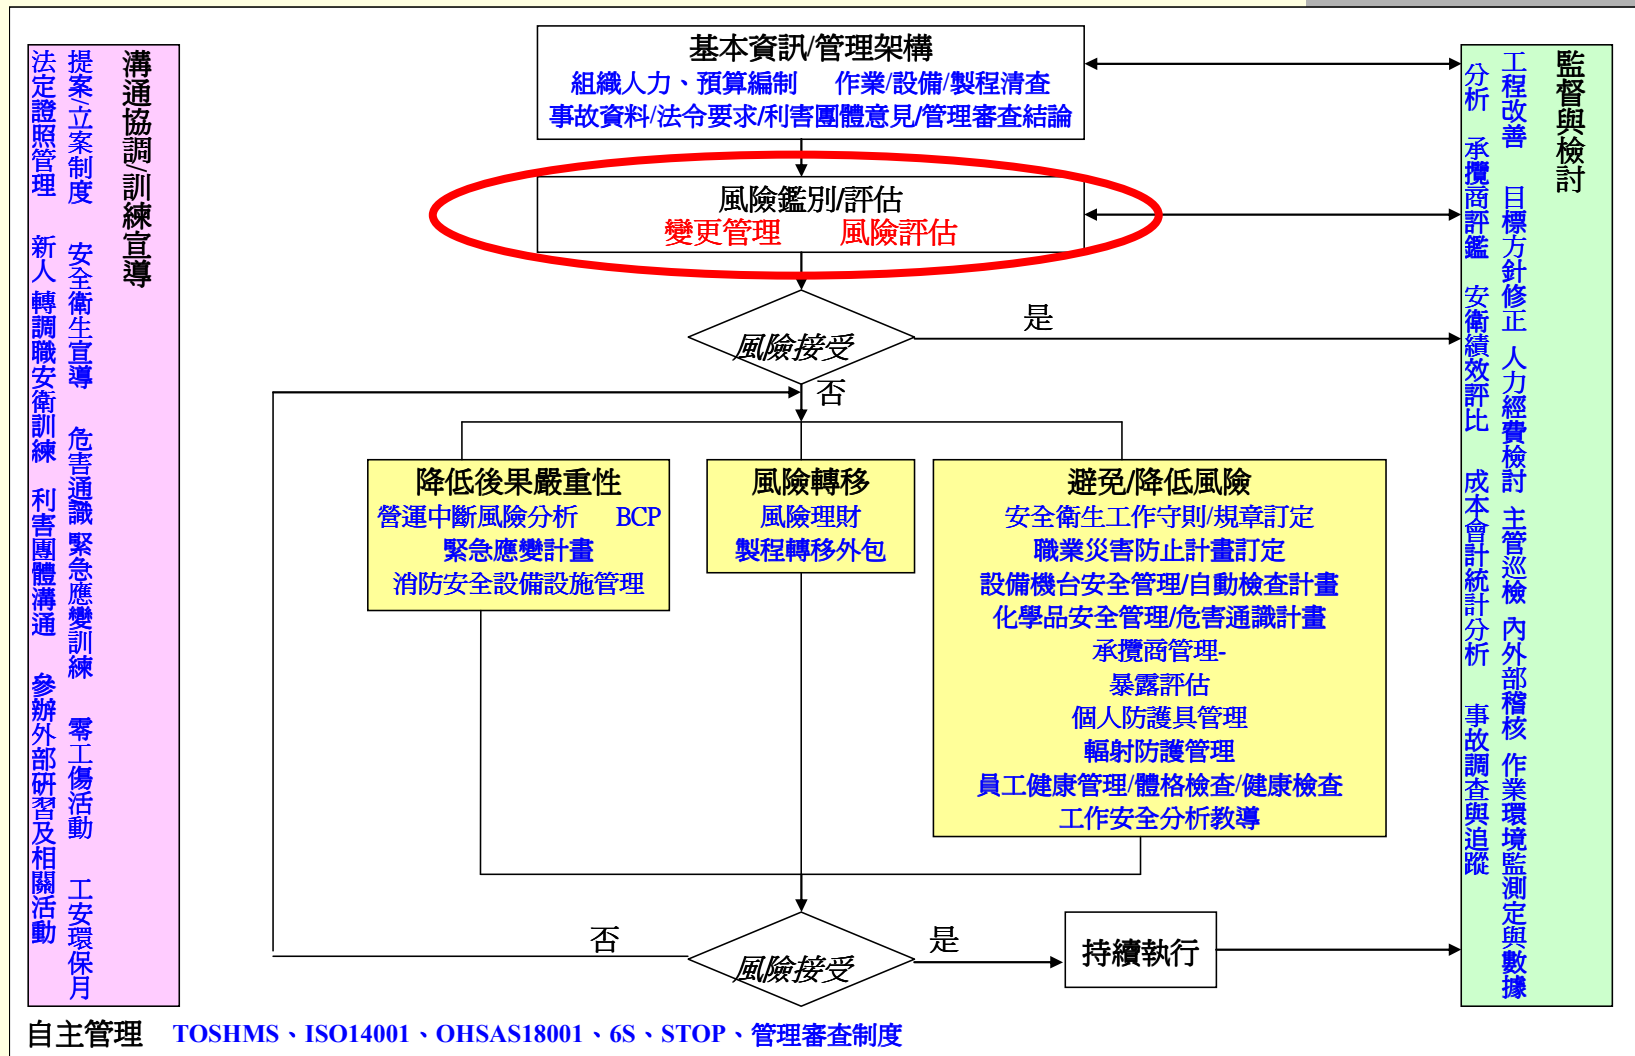 溝通協調/訓練宣導
提案/立案制度 安全衛生宣導 危害通識 緊急應變訓練 零工傷活動 工安環保月
法定證照管理 新人 轉調職安衛訓練 利害團體溝通 參辦外部研習及相關活動
基本資訊/管理架構
組織人力、預算編制 作業/設備/製程清查
事故資料/法令要求/利害團體意見/管理審查結論
風險鑑別/評估
變更管理 風險評估
風險接受
是
否
降低後果嚴重性
營運中斷風險分析 BCP
緊急應變計畫
消防安全設備設施管理
風險轉移
風險理財
製程轉移外包
避免/降低風險
安全衛生工作守則/規章訂定
職業災害防止計畫訂定
設備機台安全管理/自動檢查計畫
化學品安全管理/危害通識計畫
承攬商管理-
暴露評估
個人防護具管理
輻射防護管理
員工健康管理/體格檢查/健康檢查
工作安全分析教導
風險接受
否
是
持續執行
監督與檢討
工程改善 目標方針修正 人力經費檢討 主管巡檢 內外部稽核 作業環境監測定與數據
分析 承攬商評鑑 安衛績效評比 成本會計統計分析 事故調查與追蹤
自主管理 TOSHMS、ISO14001、OHSAS18001、6S、STOP、管理審查制度